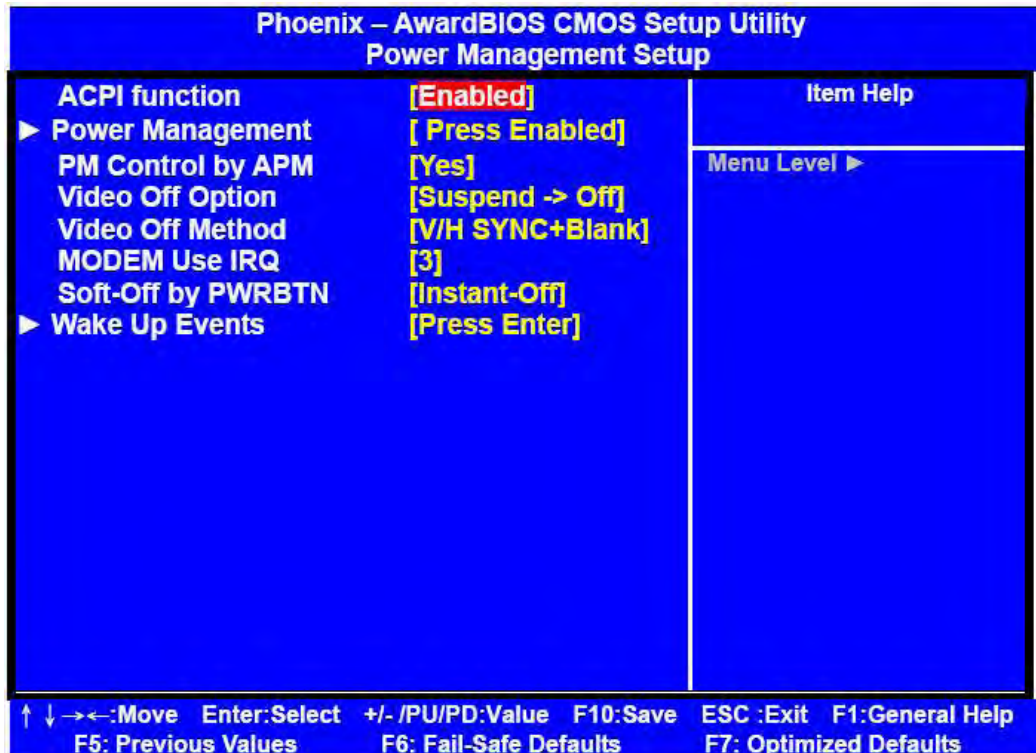 Phoenix – AwardBIOS CMOS Setup Utility
Power Management Setup
ACPI function [Enabled]
► Power Management [ Press Enabled]
PM Control by APM [Yes]
Video Off Option [Suspend -> Off]
Video Off Method [V/H SYNC+Blank]
MODEM Use IRQ [3]
Soft-Off by PWRBTN [Instant-Off]
► Wake Up Events [Press Enter]
Item Help
Menu Level ►
↑ ↓→←:Move Enter:Select +/- /PU/PD:Value F10:Save ESC :Exit F1:General Help
F5: Previous Values F6: Fail-Safe Defaults F7: Optimized Defaults